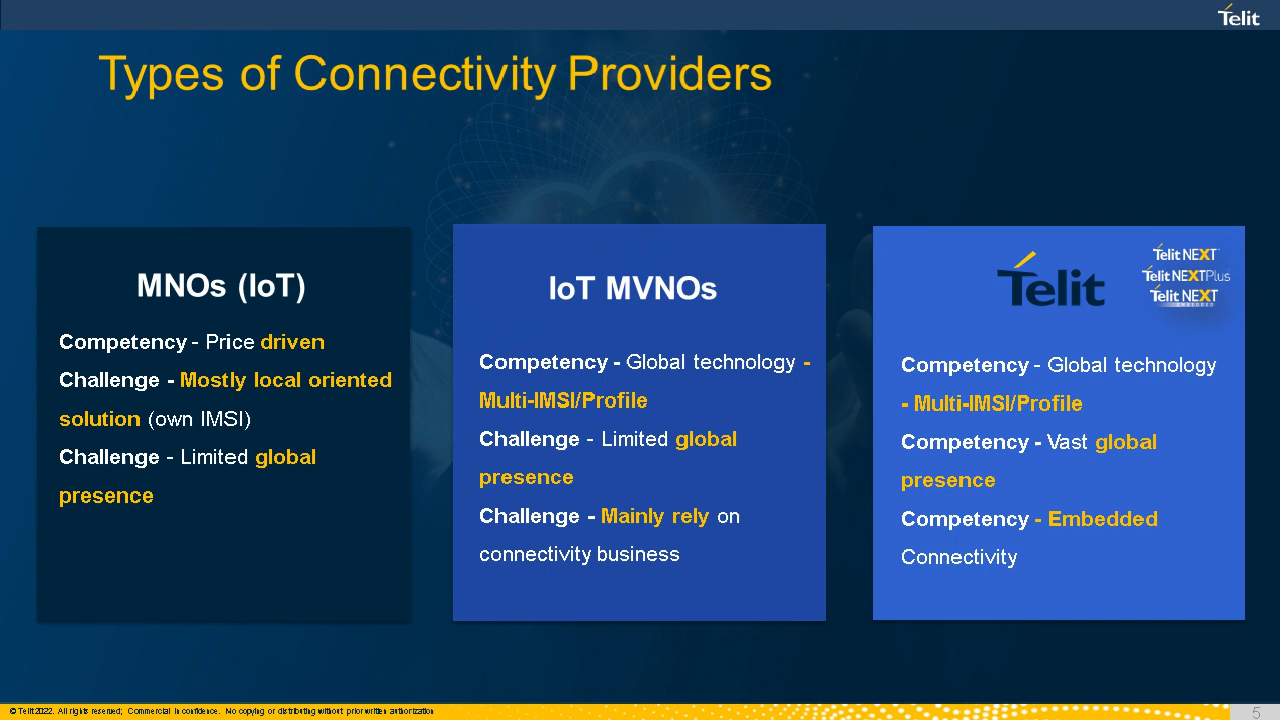 Telit
Types of Connectivity Providers
MNOs (IoT)
Competency - Price driven
Challenge - Mostly local oriented
solution (own IMSI)
Challenge - Limited global
presence
IoT MVNOs
Competency - Global technology -
Multi-IMSI/Profile
Challenge - Limited global
presence
Challenge - Mainly rely on
connectivity business
Telit
Telit NEXT
Telit NEXTPlus
Telit NEXT
EMBEDDED
Competency - Global technology
- Multi-IMSI/Profile
Competency - Vast global
presence
Competency - Embedded
Connectivity
© Telit 2022. All rights reserved; Commercial in confidence. No copying or distributing without prior written authorization
5